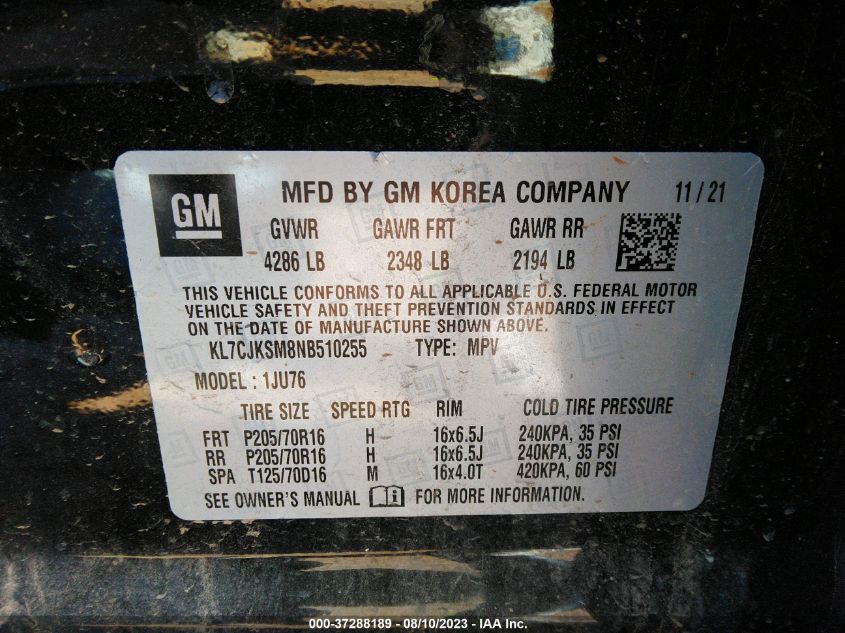 GM MFD BY GM KOREA COMPANY 11/21
GVWR GAWR FRT GAWR RR
4286 LB 2348 LB 2194 LB
THIS VEHICLE CONFORMS TO ALL APPLICABLE U.S. FEDERAL MOTOR
VEHICLE SAFETY AND THEFT PREVENTION STANDARDS IN EFFECT
ON THE DATE OF MANUFACTURE SHOWN ABOVE.
KL7CJKSM8NB510255 TYPE: MPV
MODEL : 1JU76
TIRE SIZE SPEED RTG RIM COLD TIRE PRESSURE
FRT P205/70R16 H 16x6.5J 240KPA, 35 PSI
RR P205/70R16 H 16x6.5J 240KPA, 35 PSI
SPA T125/70D16 M 16x4.0T 420KPA, 60 PSI
SEE OWNER'S MANUAL FOR MORE INFORMATION.
000-37288189 - 08/10/2023 - IAA Inc.